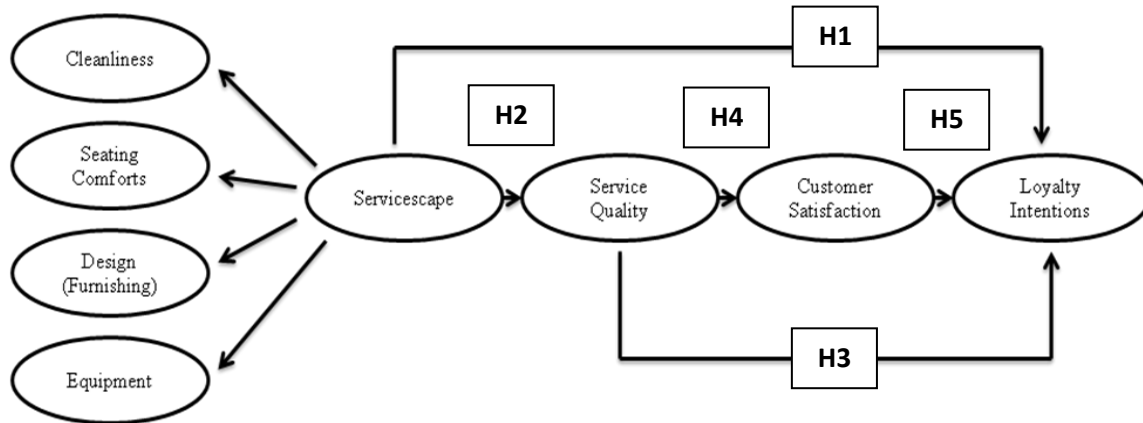 H1
Cleanliness
H2
H4
H5
Seating
Comforts
Servicescape
Service
Quality
Customer
Satisfaction
Loyalty
Intentions
Design
(Furnishing)
H3
Equipment